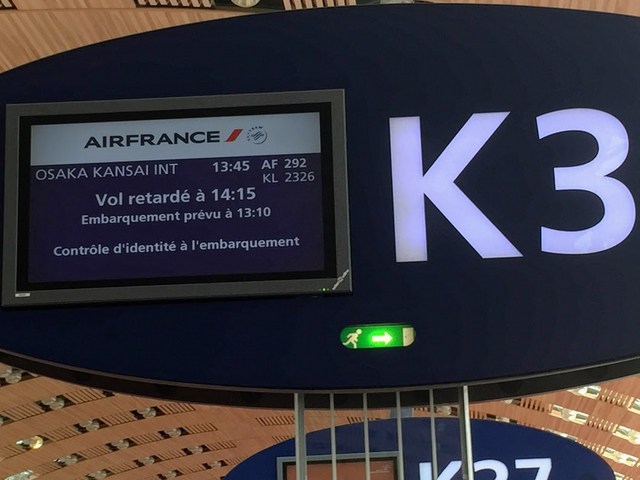 AIRFRANCE
OSAKA KANSAI INT 13:45 AF 292
KL 2326
Vol retardé à 14:15
Embarquement prévu à 13:10
Contrôle d'identité à l'embarquement
K3
K37